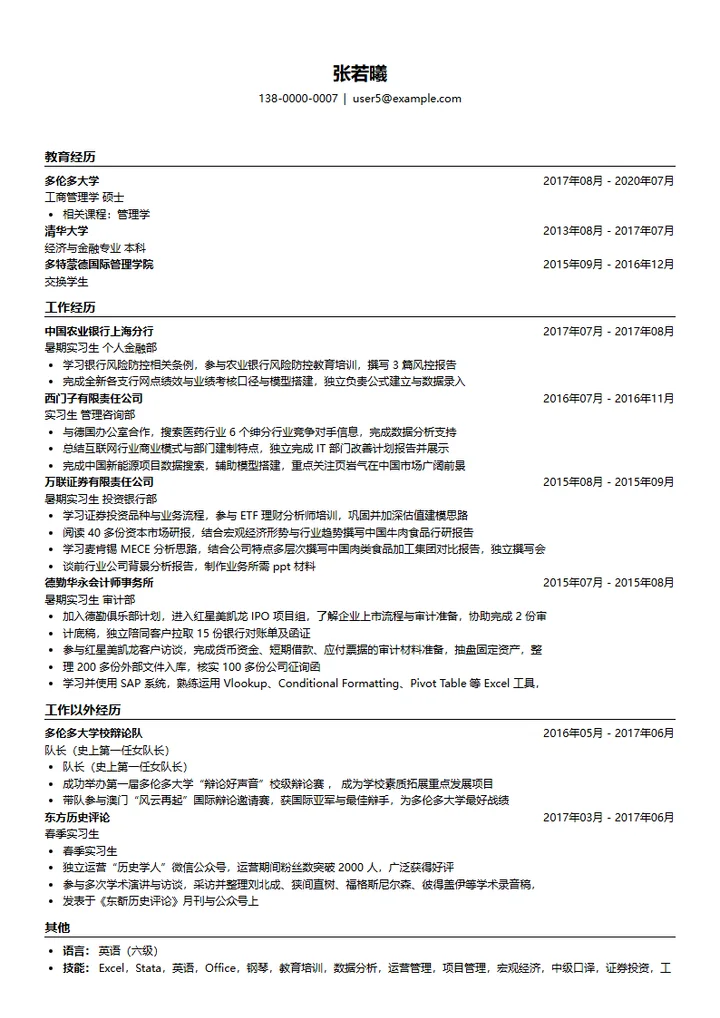 张若曦
138-0000-0007 | user5@example.com
教育经历
多伦多大学 2017年08月 - 2020年07月
工商管理学 硕士
• 相关课程：管理学
清华大学 2013年08月 - 2017年07月
经济与金融专业 本科
多特蒙德国际管理学院 2015年09月 - 2016年12月
交换学生
工作经历
中国农业银行上海分行 2017年07月 - 2017年08月
暑期实习生 个人金融部
• 学习银行风险防控相关条例，参与农业银行风险防控教育培训，撰写 3 篇风控报告
• 完成全新各支行网点绩效与业绩考核口径与模型搭建，独立负责公式建立与数据录入
西门子有限责任公司 2016年07月 - 2016年11月
实习生 管理咨询部
• 与德国办公室合作，搜索医药行业 6 个绅分行业竞争对手信息，完成数据分析支持
• 总结互联网行业商业模式与部门建制特点，独立完成 IT 部门改善计划报告并展示
• 完成中国新能源项目数据搜索，辅助模型搭建，重点关注页岩气在中国市场广阔前景
万联证券有限责任公司 2015年08月 - 2015年09月
暑期实习生 投资银行部
• 学习证券投资品种与业务流程，参与 ETF 理财分析师培训，巩固并加深估值建模思路
• 阅读 40 多份资本市场研报，结合宏观经济形势与行业趋势撰写中国牛肉食品行研报告
• 学习麦肯锡 MECE 分析思路，结合公司特点多层次撰写中国肉类食品加工集团对比报告，独立撰写会
• 谈前行业公司背景分析报告，制作业务所需 ppt 材料
德勤华永会计师事务所 2015年07月 - 2015年08月
暑期实习生 审计部
• 加入德勤俱乐部计划，进入红星美凯龙 IPO 项目组，了解企业上市流程与审计准备，协助完成 2 份审
• 计底稿，独立陪同客户拉取 15 份银行对账单及函证
• 参与红星美凯龙客户访谈，完成货币资金、短期借款、应付票据的审计材料准备，抽盘固定资产，整
• 理 200 多份外部文件入库，核实 100 多份公司征询函
• 学习并使用 SAP 系统，熟练运用 Vlookup、Conditional Formatting、Pivot Table 等 Excel 工具，
工作以外经历
多伦多大学校辩论队 2016年05月 - 2017年06月
队长（史上第一任女队长）
• 队长（史上第一任女队长）
• 成功举办第一届多伦多大学“辩论好声音”校级辩论赛 ，成为学校素质拓展重点发展项目
• 带队参与澳门“风云再起”国际辩论邀请赛，获国际亚军与最佳辩手，为多伦多大学最好战绩
东方历史评论 2017年03月 - 2017年06月
春季实习生
• 春季实习生
• 独立运营“历史学人”微信公众号，运营期间粉丝数突破 2000 人，广泛获得好评
• 参与多次学术演讲与访谈，采访并整理刘北成、狭间直树、福格斯尼尔森、彼得盖伊等学术录音稿，
• 发表于《东斱历史评论》月刊与公众号上
其他
• 语言： 英语（六级）
• 技能： Excel，Stata，英语，Office，钢琴，教育培训，数据分析，运营管理，项目管理，宏观经济，中级口译，证券投资，工